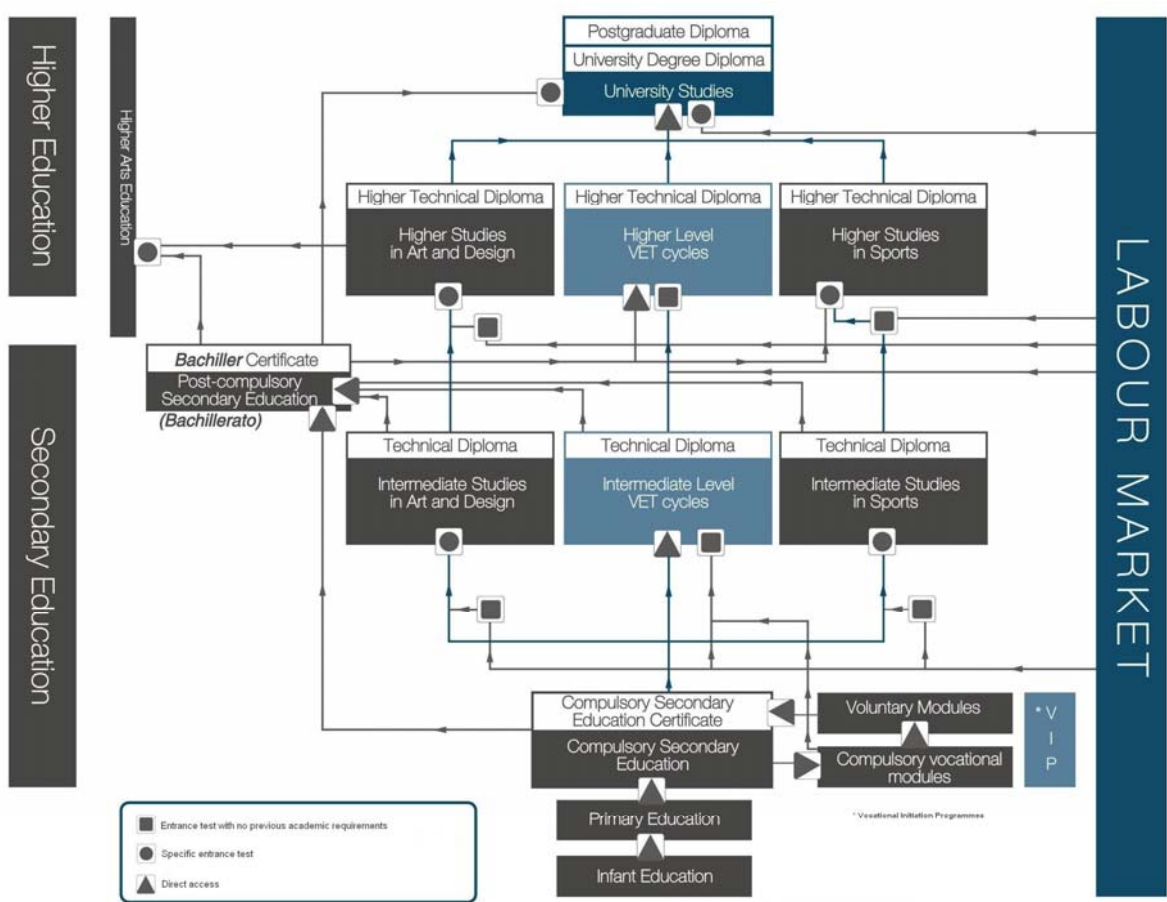 Higher Education
Higher Arts Education
Postgraduate Diploma
University Degree Diploma
University Studies
Higher Technical Diploma
Higher Studies
in Art and Design
Higher Technical Diploma
Higher Level
VET cycles
Higher Technical Diploma
Higher Studies
in Sports
LABOUR MARKET
Secondary Education
Bachiller Certificate
Post-compulsory
Secondary Education
(Bachillerato)
Technical Diploma
Intermediate Studies
in Art and Design
Technical Diploma
Intermediate Level
VET cycles
Technical Diploma
Intermediate Studies
in Sports
Compulsory Secondary
Education Certificate
Compulsory Secondary
Education
Voluntary Modules
Compulsory vocational
modules
* V
I
P
Primary Education
Infant Education
* Vocational Initiation Programmes
Entrance test with no previous academic requirements
Specific entrance test
Direct access